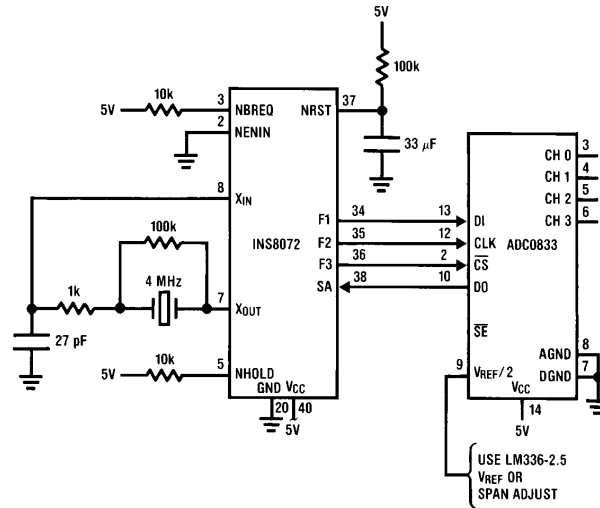 5V
100k
10k
5V
3
NBREQ
NRST
37
2
NENIN
33 μF
8
XIN
100k
4 MHz
1k
7
XOUT
27 pF
INS8072
F1
34
13
DI
F2
35
12
CLK
F3
36
2
CS
SA
38
10
DO
ADC0833
CH 0
3
CH 1
4
CH 2
5
CH 3
6
SE
AGND
8
DGND
7
9
VREF/2
VCC
14
5V
10k
5V
5
NHOLD
GND VCC
20
40
5V
USE LM336-2.5
VREF OR
SPAN ADJUST